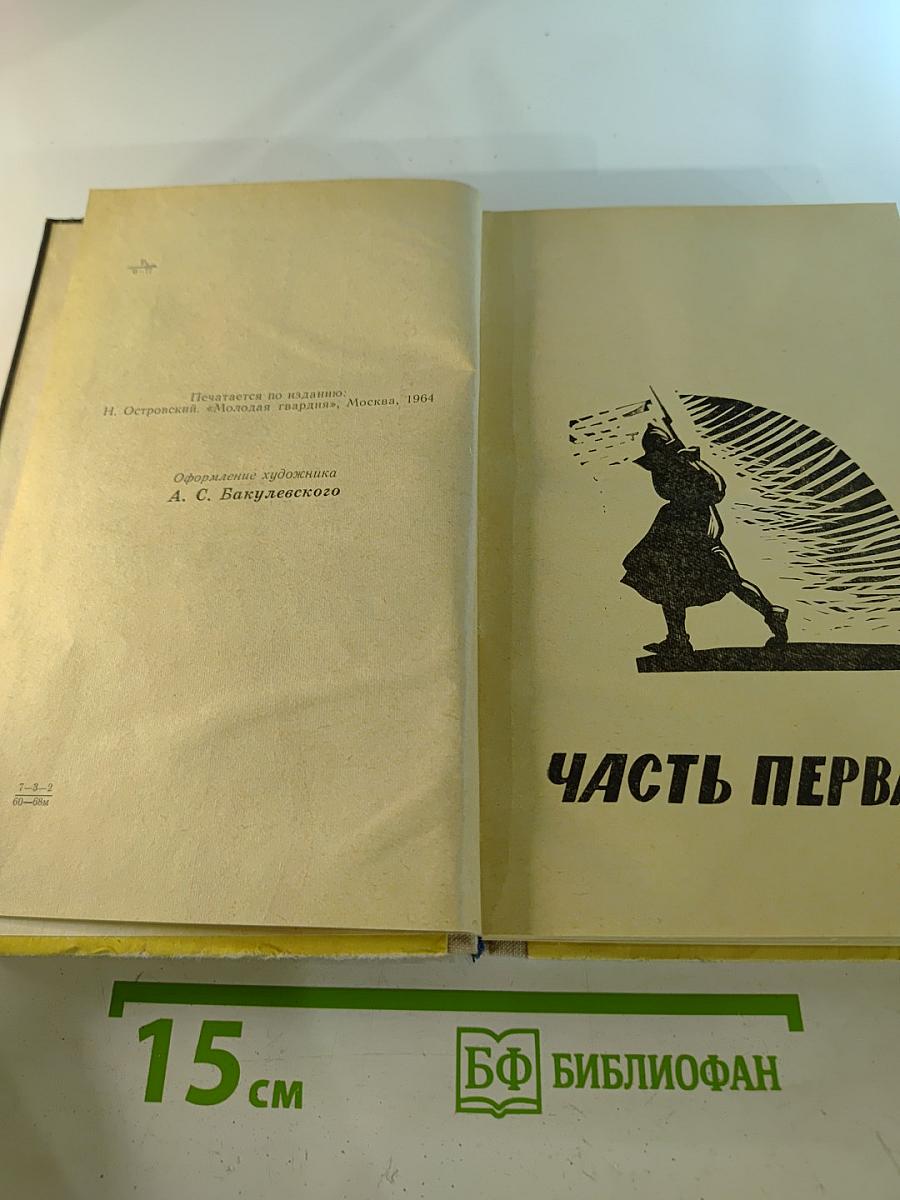 Печатается по изданию:
Н. Островский. «Молодая гвардия», Москва, 1964
Оформление художника
А. С. Бакулевского
7—3—2
60—68м
ЧАСТЬ ПЕРВА
15 см
БФ БИБЛИОФАН